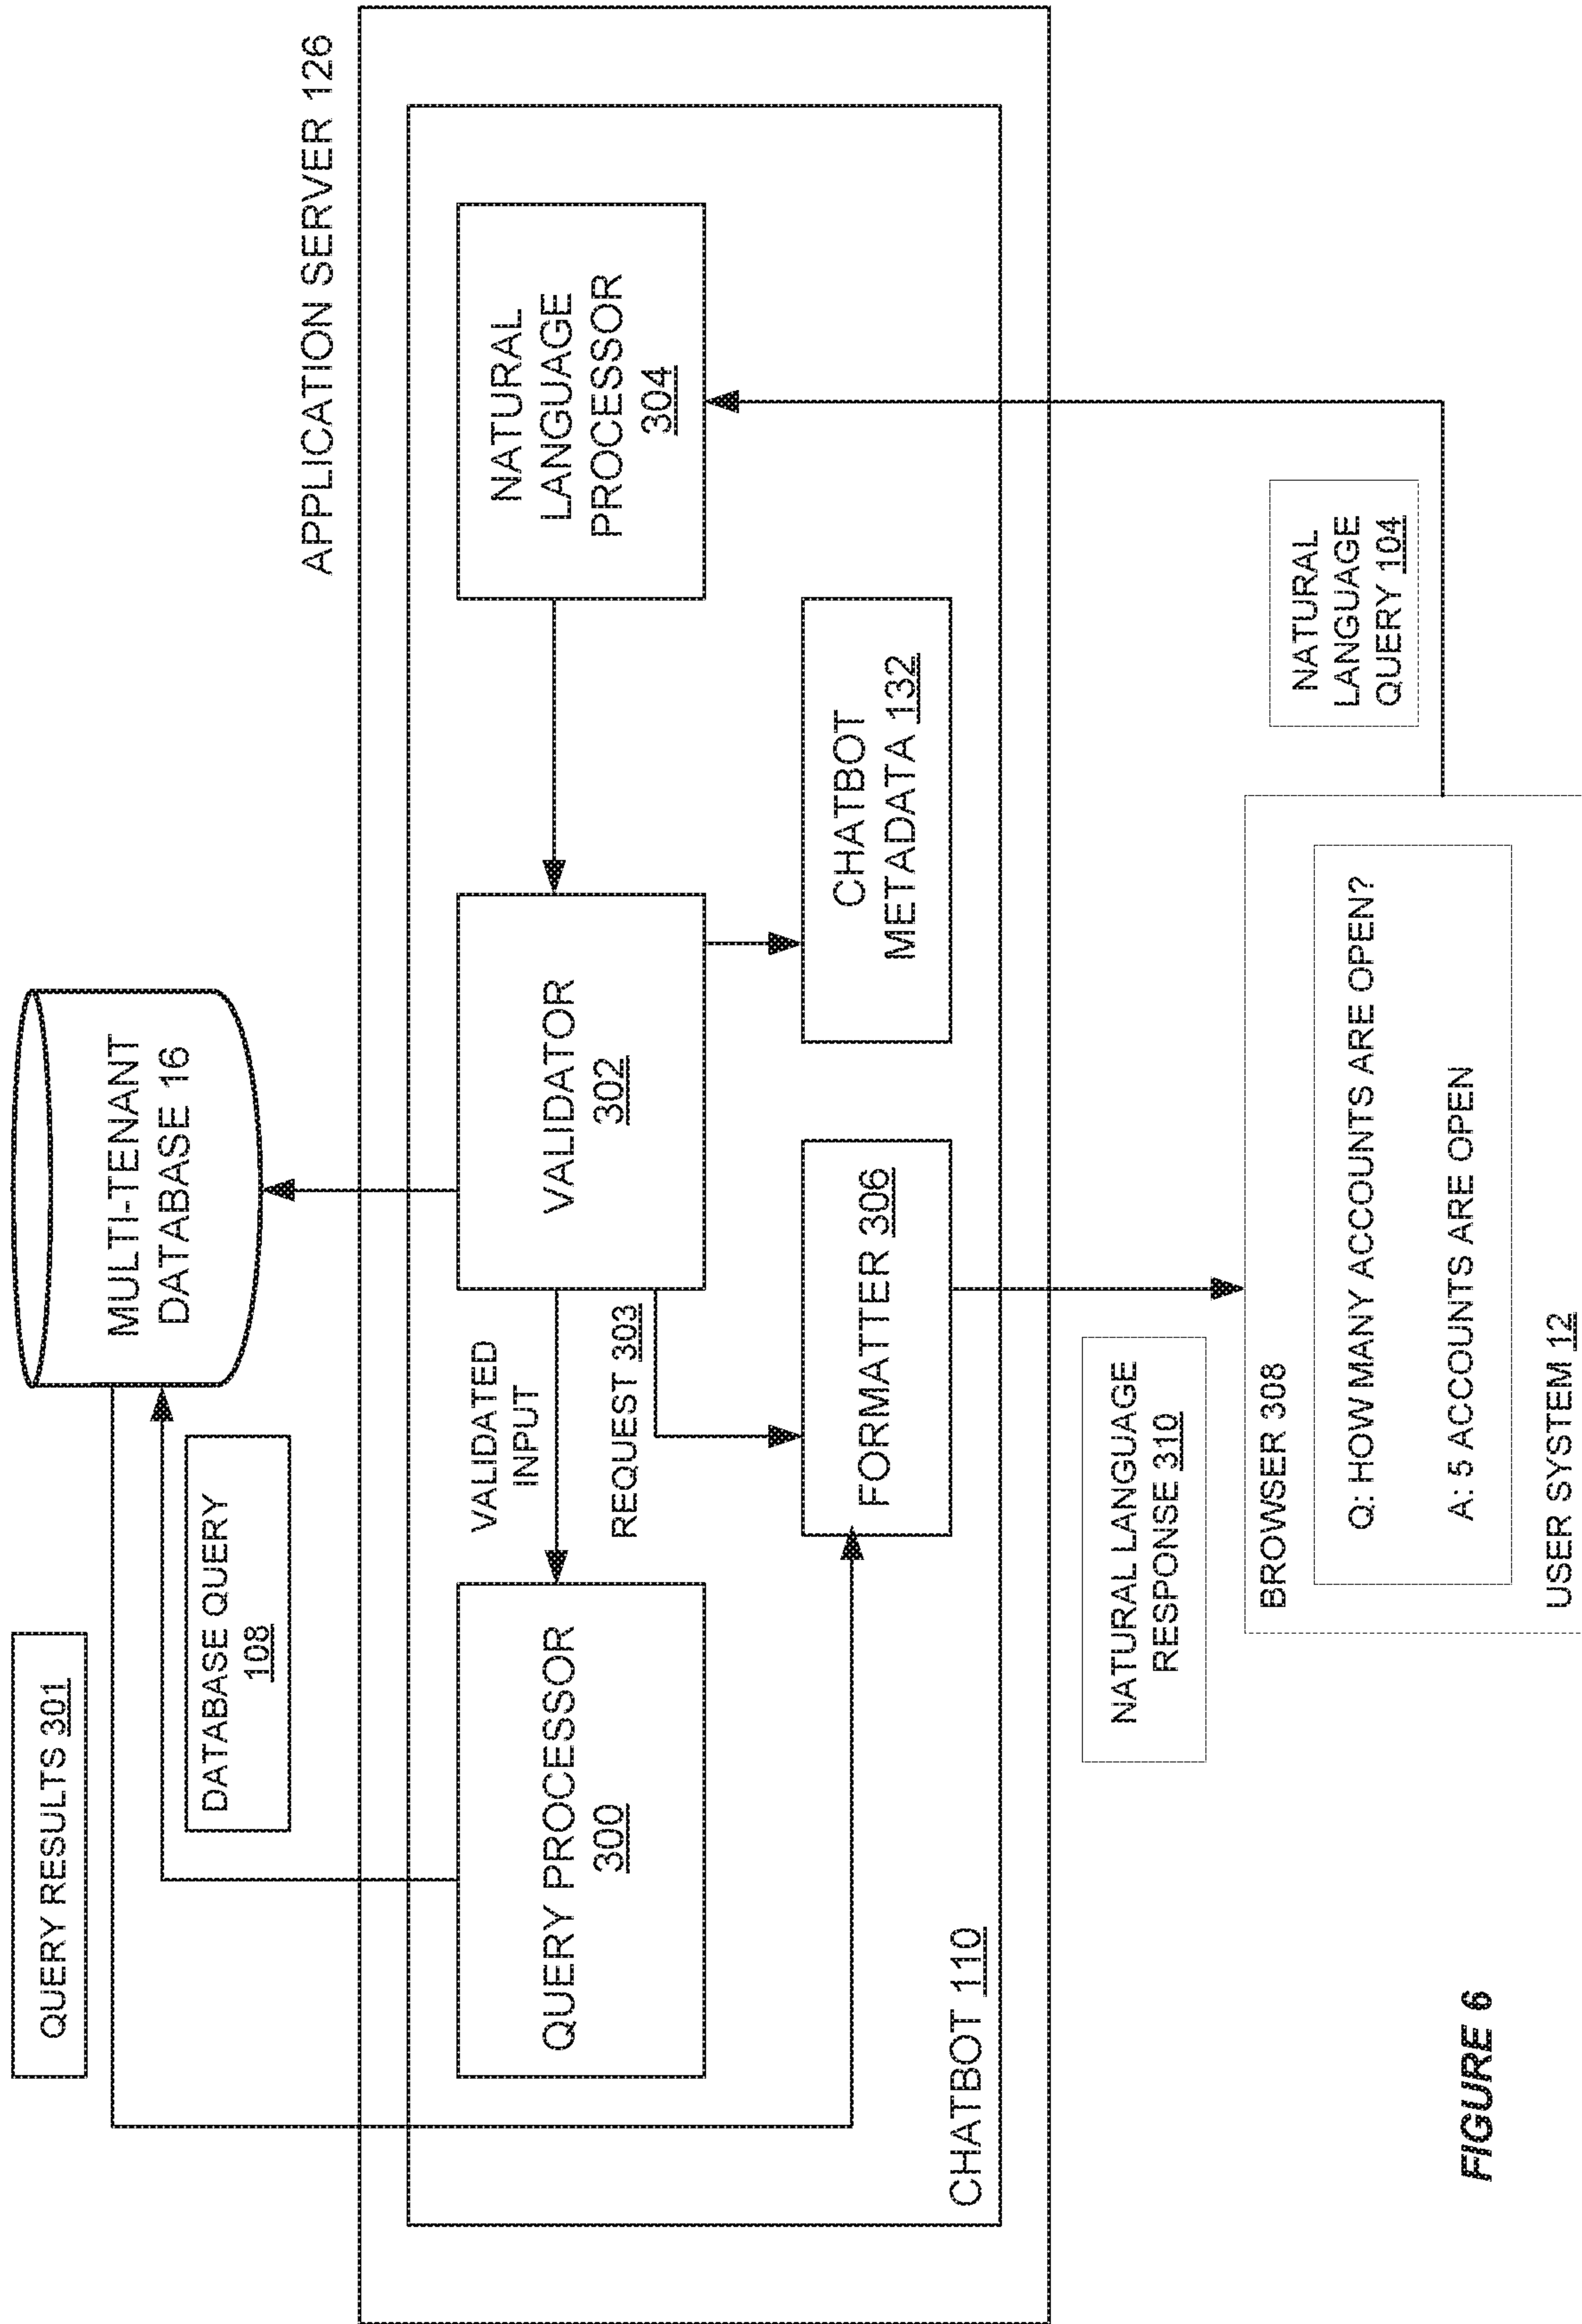 QUERY RESULTS 301
DATABASE QUERY
108
MULTI-TENANT
DATABASE 16
APPLICATION SERVER 126
QUERY PROCESSOR
300
VALIDATED
INPUT
REQUEST 303
VALIDATOR
302
NATURAL
LANGUAGE
PROCESSOR
304
FORMATTER 306
CHATBOT
METADATA 132
CHATBOT 110
NATURAL LANGUAGE
RESPONSE 310
NATURAL
LANGUAGE
QUERY 104
BROWSER 308
Q: HOW MANY ACCOUNTS ARE OPEN?
A: 5 ACCOUNTS ARE OPEN
USER SYSTEM 12
FIGURE 6